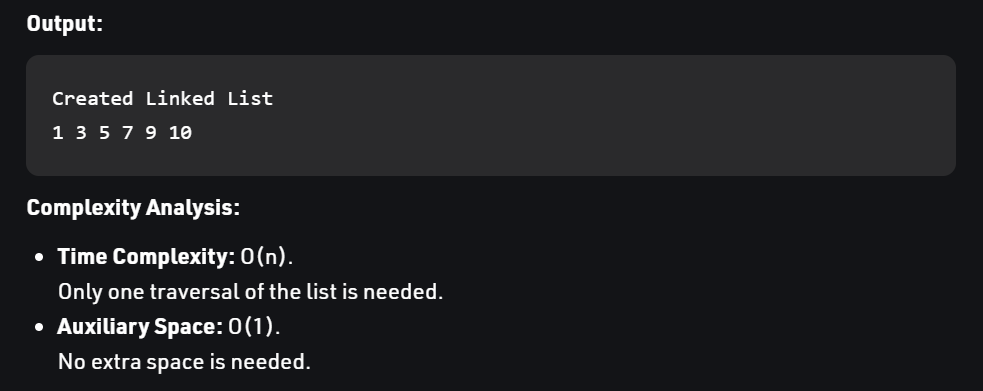 Output:
Created Linked List
1 3 5 7 9 10
Complexity Analysis:
• Time Complexity: O(n).
Only one traversal of the list is needed.
• Auxiliary Space: O(1).
No extra space is needed.